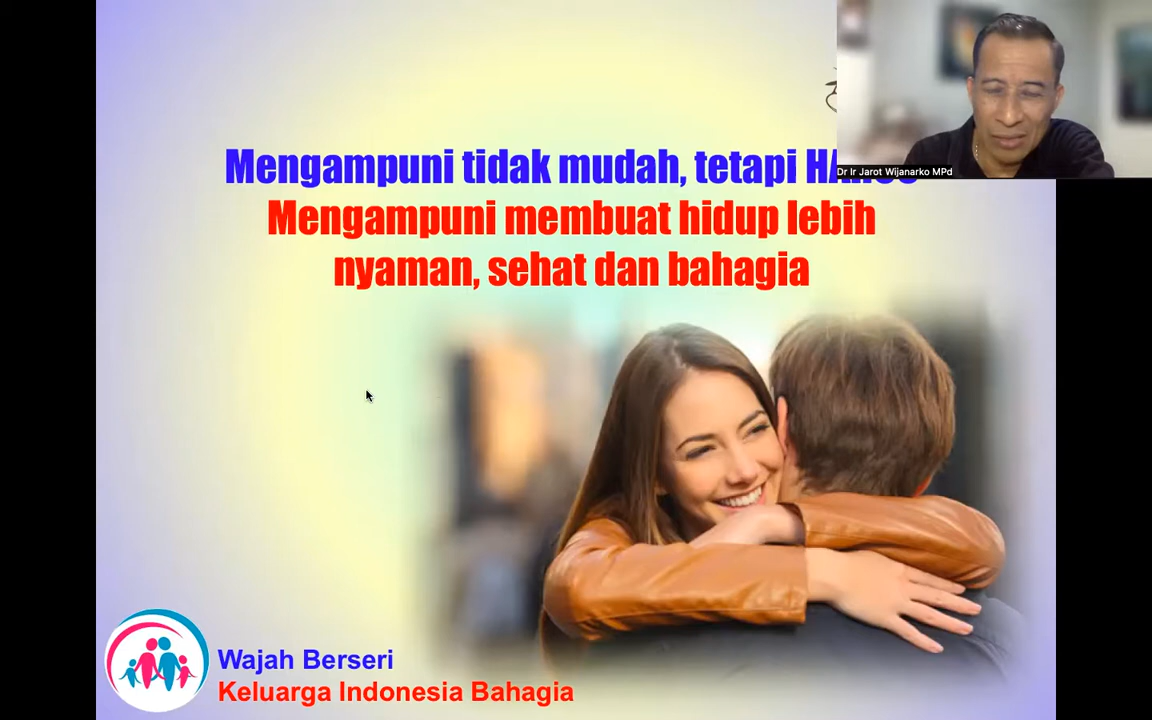 Mengampuni tidak mudah, tetapi
Mengampuni membuat hidup lebih
nyaman, sehat dan bahagia
Dr Ir Jarot Wijanarko MPd
Wajah Berseri
Keluarga Indonesia Bahagia